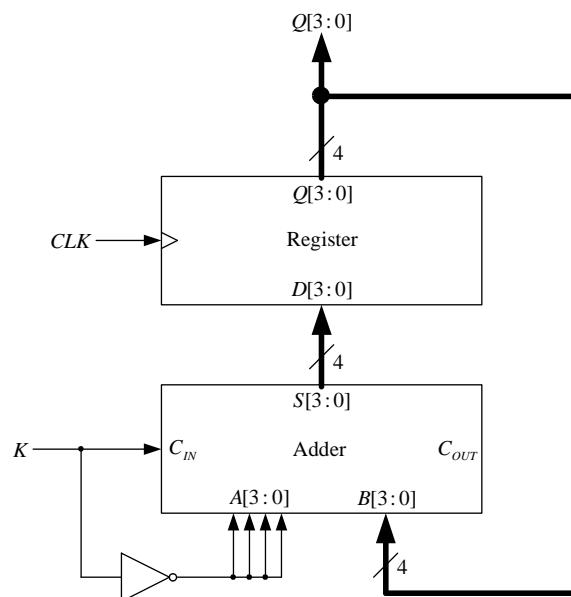 Q[3:0]
4
Q[3:0]
CLK
Register
D[3:0]
4
S[3:0]
K
C_IN
Adder
C_OUT
A[3:0]
B[3:0]
4